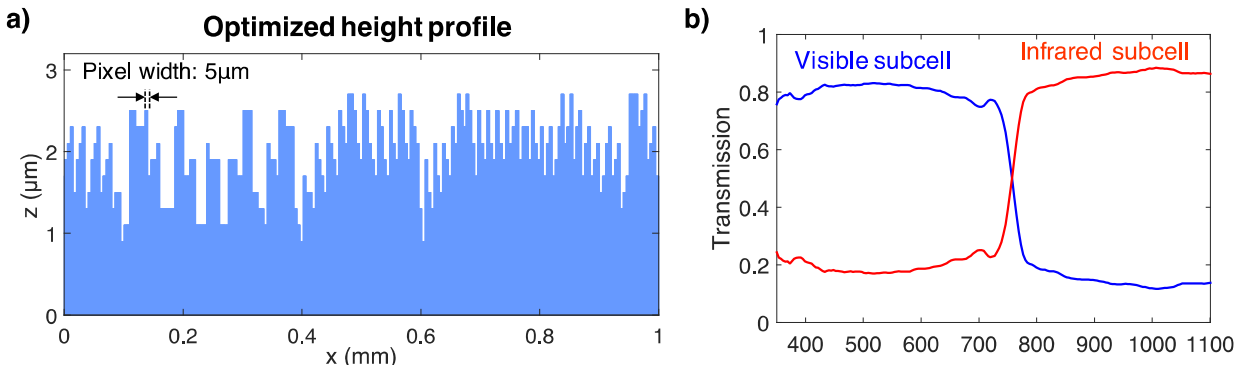 a)
Optimized height profile
Pixel width: 5µm
3
2
1
0
z (µm)
0
0.2
0.4
0.6
0.8
1
x (mm)
b)
Visible subcell
Infrared subcell
1
0.8
0.6
0.4
0.2
0
Transmission
400
500
600
700
800
900
1000
1100